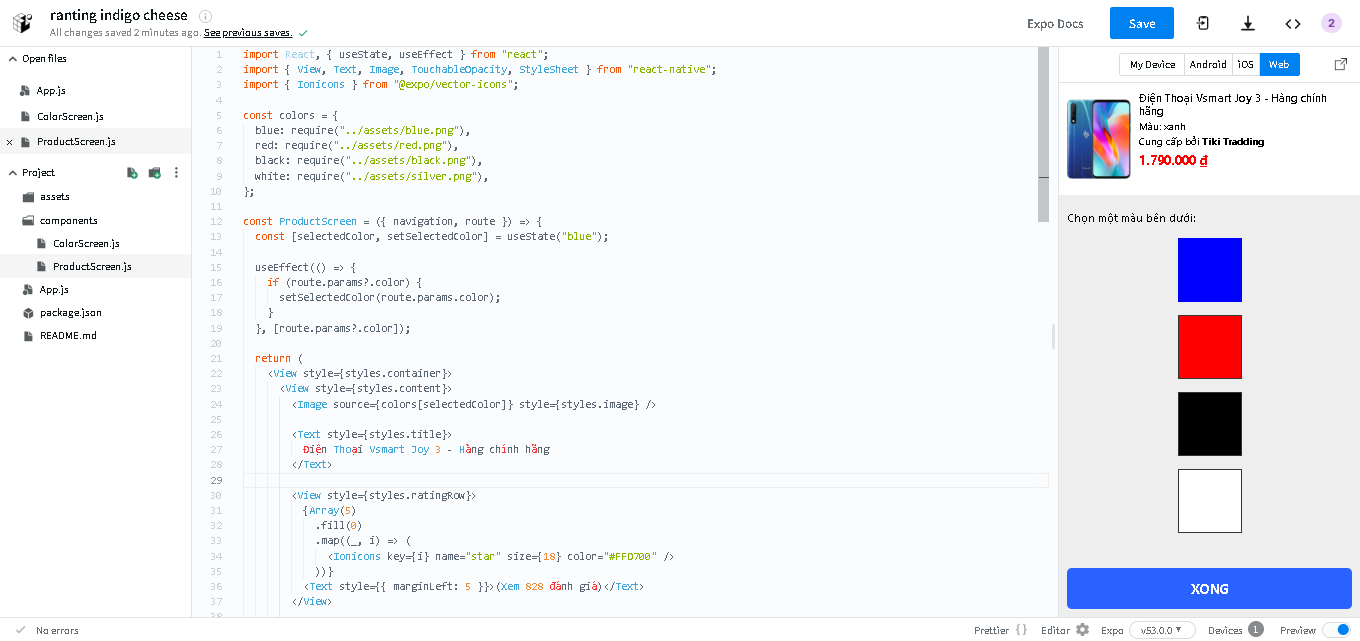 ranting indigo cheese
All changes saved 2 minutes ago. See previous saves.
Expo Docs
Save
2
Open files
App.js
ColorScreen.js
ProductScreen.js
Project
assets
components
ColorScreen.js
ProductScreen.js
App.js
package.json
README.md
1 import React, { useState, useEffect } from "react";
2 import { View, Text, Image, TouchableOpacity, StyleSheet } from "react-native";
3 import { Ionicons } from "@expo/vector-icons";
4
5 const colors = {
6 blue: require("../assets/blue.png"),
7 red: require("../assets/red.png"),
8 black: require("../assets/black.png"),
9 white: require("../assets/silver.png"),
10 };
11
12 const ProductScreen = ({ navigation, route }) => {
13 const [selectedColor, setSelectedColor] = useState("blue");
14
15 useEffect(() => {
16 if (route.params?.color) {
17 setSelectedColor(route.params.color);
18 }
19 }, [route.params?.color]);
20
21 return (
22 <View style={styles.container}>
23 <View style={styles.content}>
24 <Image source={colors[selectedColor]} style={styles.image} />
25
26 <Text style={styles.title}>
27 Điện Thoại Vsmart Joy 3 - Hàng chính hãng
28 </Text>
29
30 <View style={styles.ratingRow}>
31 {Array(5)
32 .fill(0)
33 .map((_, i) => (
34 <Ionicons key={i} name="star" size={18} color="#FFD700" />
35 ))}
36 <Text style={{ marginLeft: 5 }}>(Xem 828 đánh giá)</Text>
37 </View>
38
My Device
Android
iOS
Web
Điện Thoại Vsmart Joy 3 - Hàng chính
hãng
Màu: xanh
Cung cấp bởi Tiki Tradding
1.790.000 đ
Chọn một màu bên dưới:
XONG
No errors
Prettier {}
Editor
Expo
v53.0.0
Devices 1
Preview